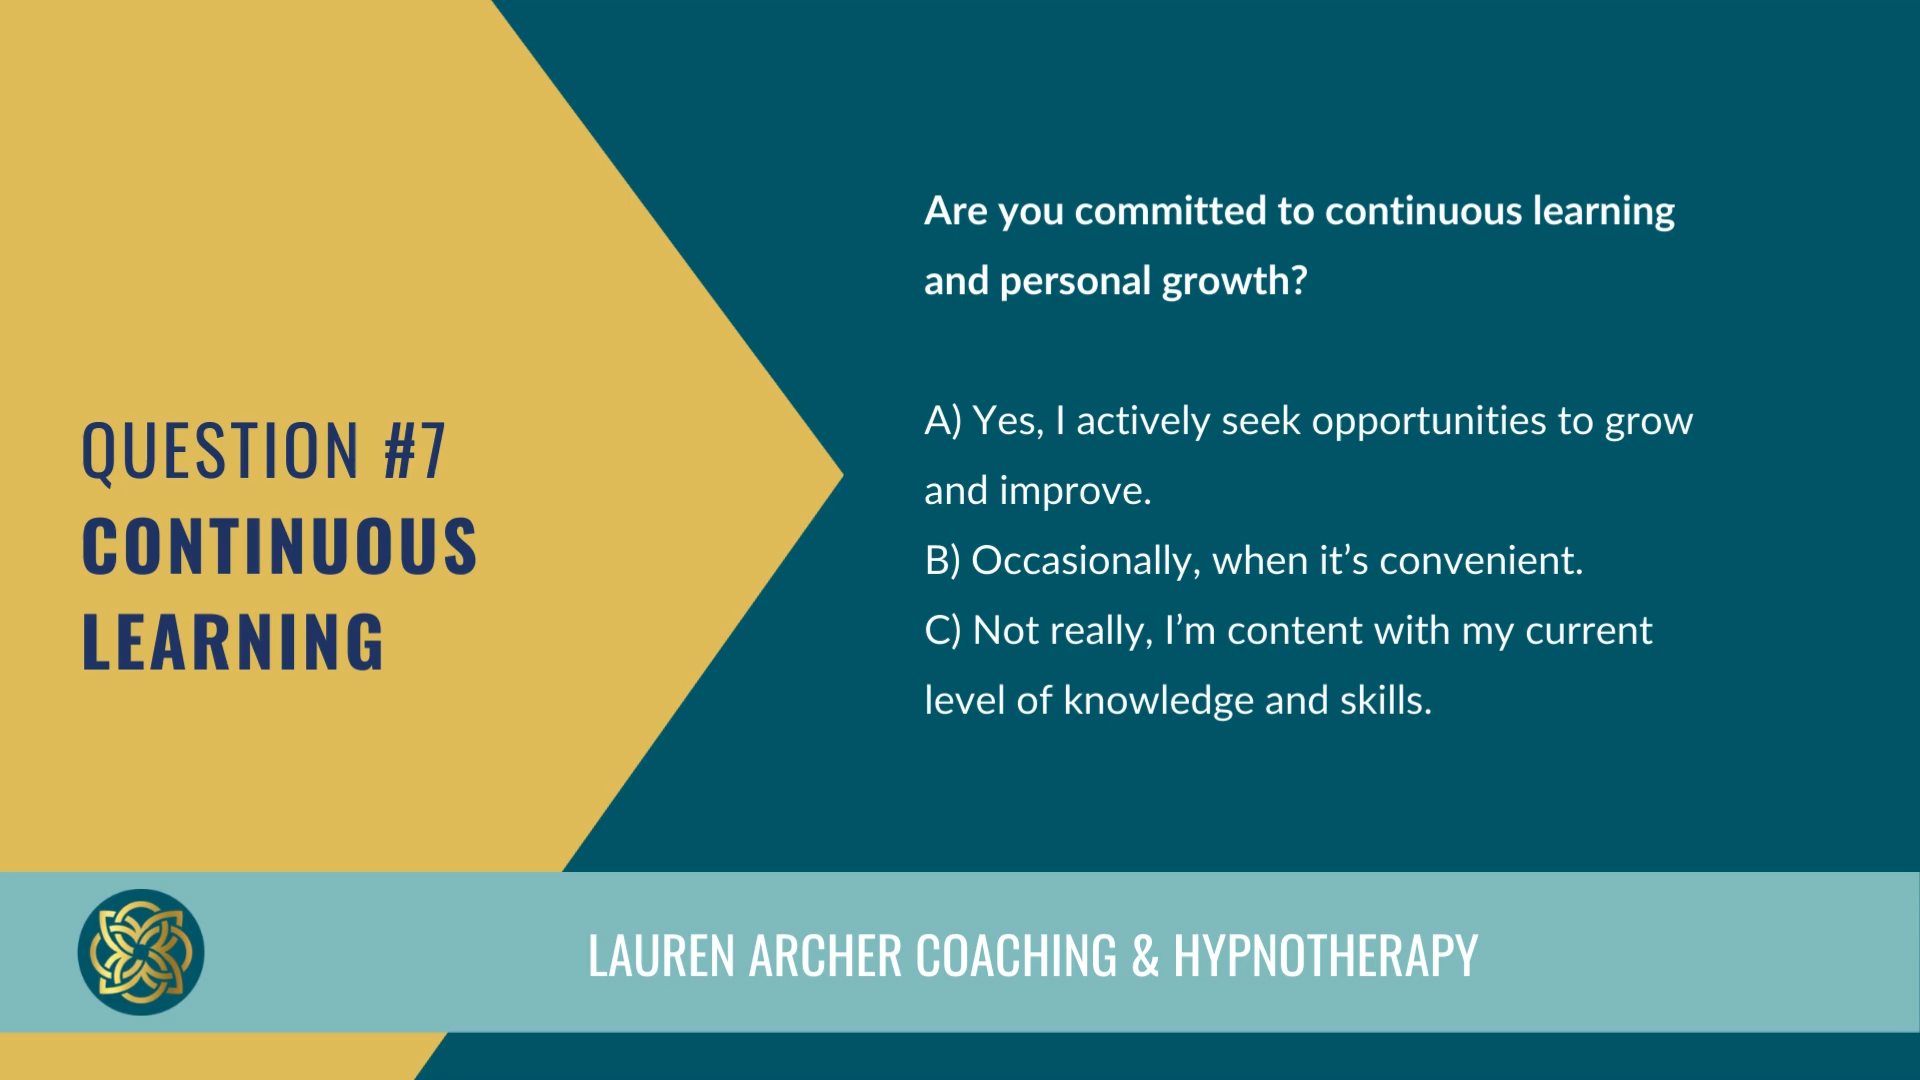 QUESTION #7
CONTINUOUS
LEARNING
Are you committed to continuous learning
and personal growth?
A) Yes, I actively seek opportunities to grow
and improve.
B) Occasionally, when it’s convenient.
C) Not really, I’m content with my current
level of knowledge and skills.
LAUREN ARCHER COACHING & HYPNOTHERAPY